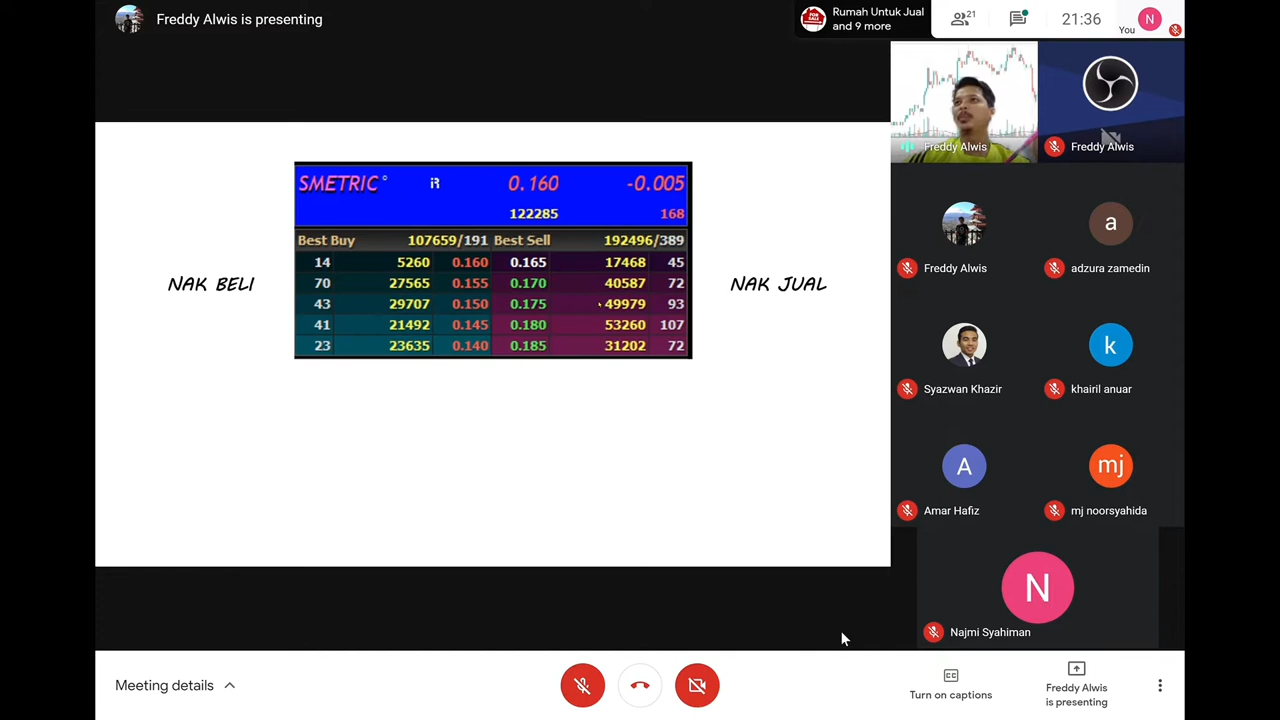 Freddy Alwis is presenting
FOR SALE
Rumah Untuk Jual
and 9 more
21
21:36
You
N
SMETRIC
0.160
-0.005
122285
168
Best Buy 107659/191 Best Sell 192496/389
14 5260 0.160 0.165 17468 45
70 27565 0.155 0.170 40587 72
43 29707 0.150 0.175 49979 93
41 21492 0.145 0.180 53260 107
23 23635 0.140 0.185 31202 72
NAK BELI
NAK JUAL
Freddy Alwis
Freddy Alwis
Freddy Alwis
a
adzura zamedin
Syazwan Khazir
k
khairil anuar
A
Amar Hafiz
mj
mj noorsyahida
N
Najmi Syahiman
Meeting details
CC
Turn on captions
Freddy Alwis
is presenting